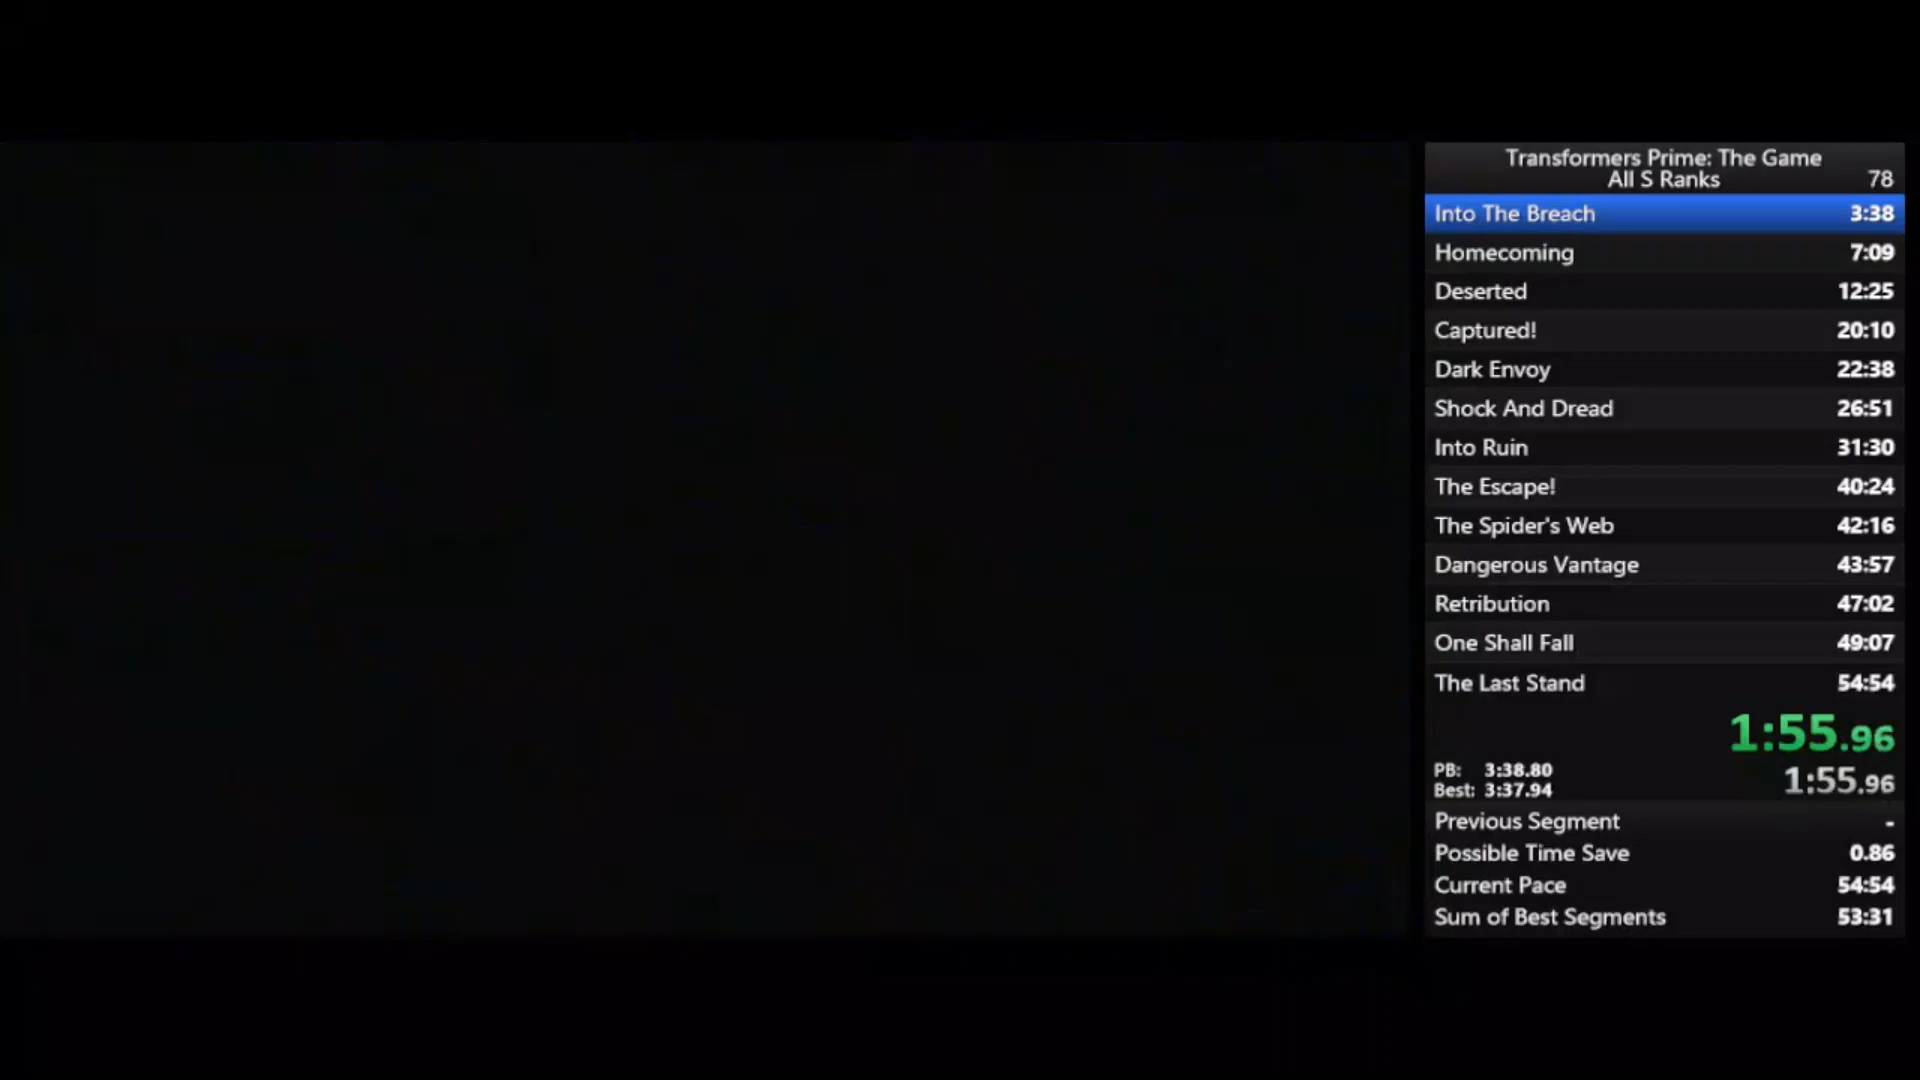 Transformers Prime: The Game
All S Ranks 78
Into The Breach 3:38
Homecoming 7:09
Deserted 12:25
Captured! 20:10
Dark Envoy 22:38
Shock And Dread 26:51
Into Ruin 31:30
The Escape! 40:24
The Spider's Web 42:16
Dangerous Vantage 43:57
Retribution 47:02
One Shall Fall 49:07
The Last Stand 54:54
1:55.96
PB: 3:38.80
Best: 3:37.94
1:55.96
Previous Segment -
Possible Time Save 0.86
Current Pace 54:54
Sum of Best Segments 53:31